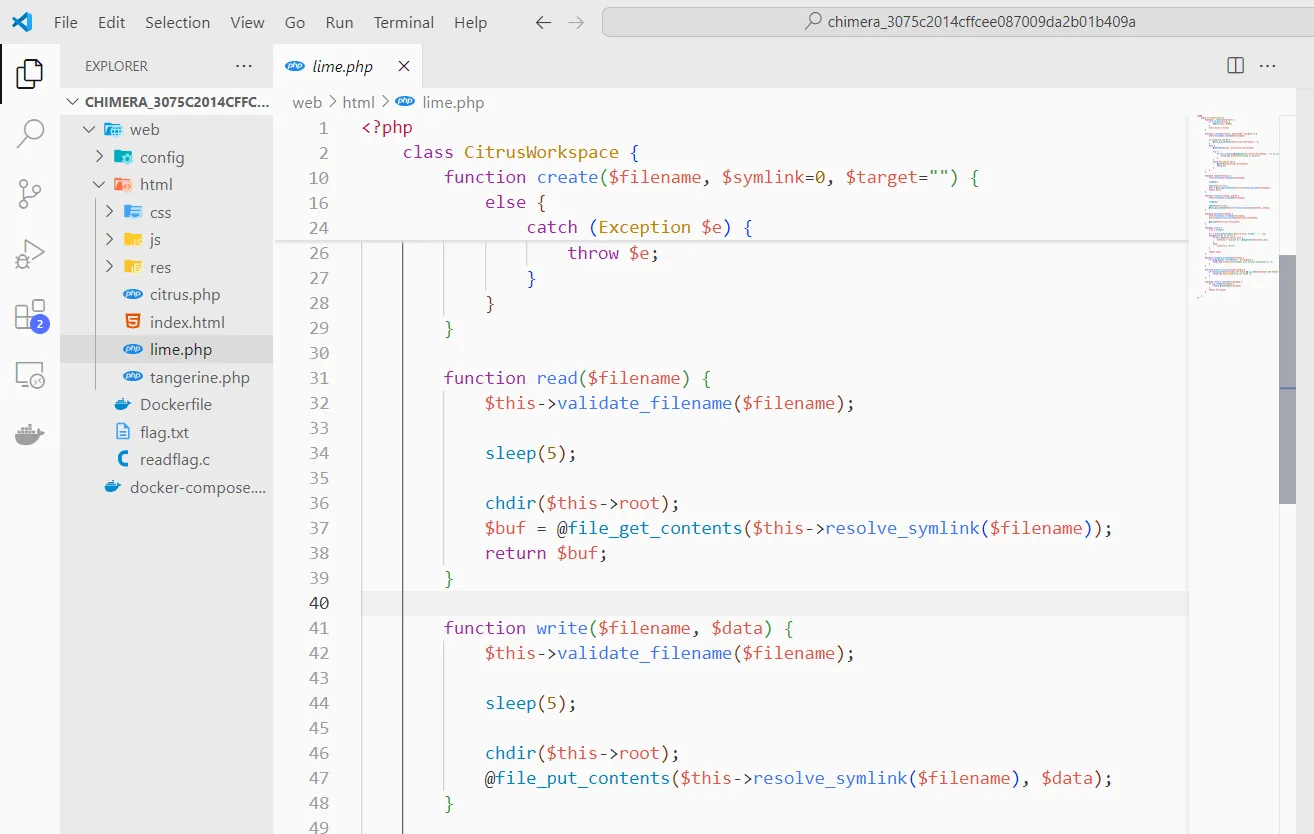 File Edit Selection View Go Run Terminal Help
chimera_3075c2014cffcee087009da2b01b409a
EXPLORER
CHIMERA_3075C2014CFFC...
web
config
html
css
js
res
citrus.php
index.html
lime.php
tangerine.php
Dockerfile
flag.txt
readflag.c
docker-compose....
2
lime.php
web > html > lime.php
1 <?php
2 class CitrusWorkspace {
10 function create($filename, $symlink=0, $target="") {
16 else {
24 catch (Exception $e) {
26 throw $e;
27 }
28 }
29 }
30
31 function read($filename) {
32 $this->validate_filename($filename);
33
34 sleep(5);
35
36 chdir($this->root);
37 $buf = @file_get_contents($this->resolve_symlink($filename));
38 return $buf;
39 }
40
41 function write($filename, $data) {
42 $this->validate_filename($filename);
43
44 sleep(5);
45
46 chdir($this->root);
47 @file_put_contents($this->resolve_symlink($filename), $data);
48 }
49